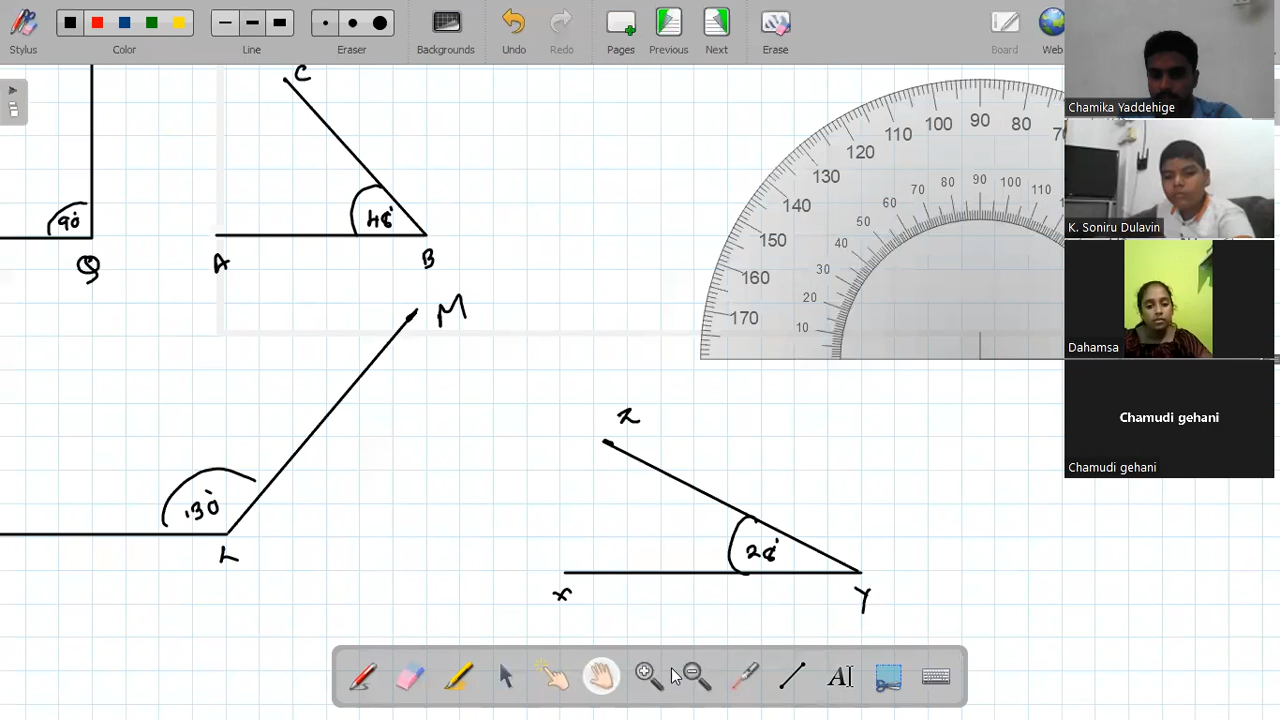 Stylus
Color
Line
Eraser
Backgrounds
Undo
Redo
Pages
Previous
Next
Erase
Board
Web
Chamika Yaddehige
K. Soniru Dulavin
Dahamsa
Chamudi gehani
Chamudi gehani
C
90°
48°
Q
A
B
M
130°
L
Z
28°
X
Y
170 160 150 140 130 120 110 100 90 80
10 20 30 40 50 60 70 80 90 100 110
AI